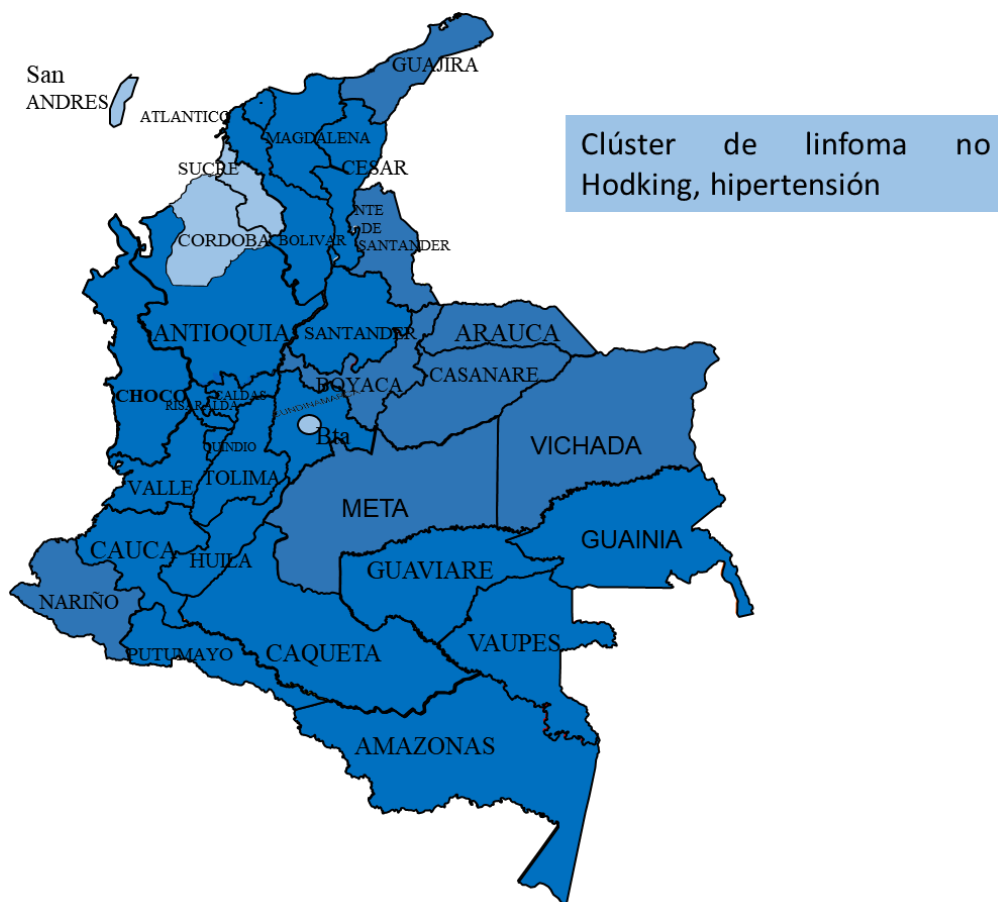 GUAJIRA
San
ANDRES
ATLANTICO
MAGDALENA
Clúster de linfoma no
Hodking, hipertensión
SUCRE
CESAR
NTE
DE
SANTANDER
CORDOBA
BOLIVAR
ANTIOQUIA
SANTANDER
ARAUCA
BOYACA
CASANARE
CHOCO
CALDAS
RISARALDA
CUNDINAMARCA
Bta
QUINDIO
VICHADA
VALLE
TOLIMA
META
GUAINIA
CAUCA
HUILA
GUAVIARE
NARIÑO
VAUPES
PUTUMAYO
CAQUETA
AMAZONAS